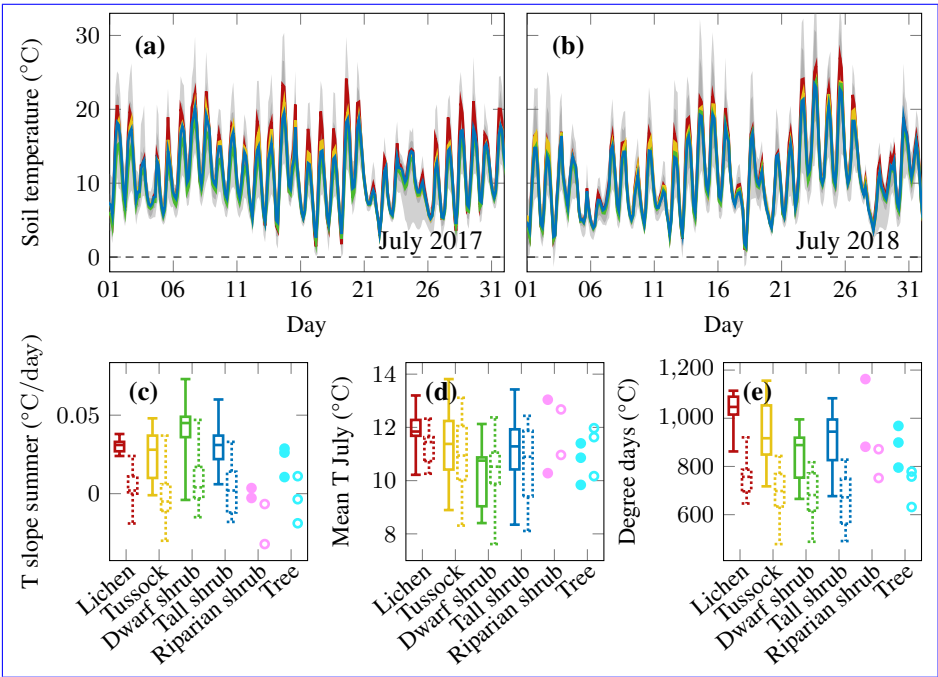 (a)
(b)
Soil temperature (°C)
30
20
10
0
July 2017
July 2018
01 06 11 16 21 26 31
01 06 11 16 21 26 31
Day
Day
T slope summer (°C/day)
0.05
0
(c)
Lichen
Tussock
Dwarf shrub
Tall shrub
Riparian shrub
Tree
Mean T July (°C)
14
12
10
8
(d)
Lichen
Tussock
Dwarf shrub
Tall shrub
Riparian shrub
Tree
Degree days (°C)
1,200
1,000
800
600
(e)
Lichen
Tussock
Dwarf shrub
Tall shrub
Riparian shrub
Tree